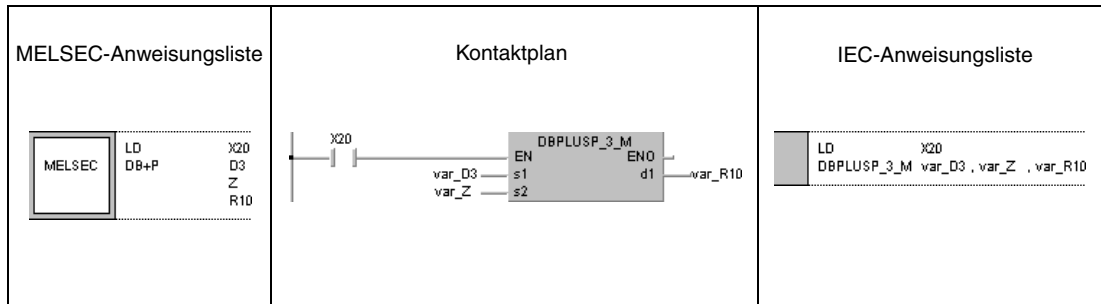 MELSEC-Anweisungsliste
MELSEC
LD X20
DB+P D3
Z
R10
Kontaktplan
X20
DBPLUSP_3_M
EN ENO
var_D3 s1 d1 var_R10
var_Z s2
IEC-Anweisungsliste
LD X20
DBPLUSP_3_M var_D3 , var_Z , var_R10